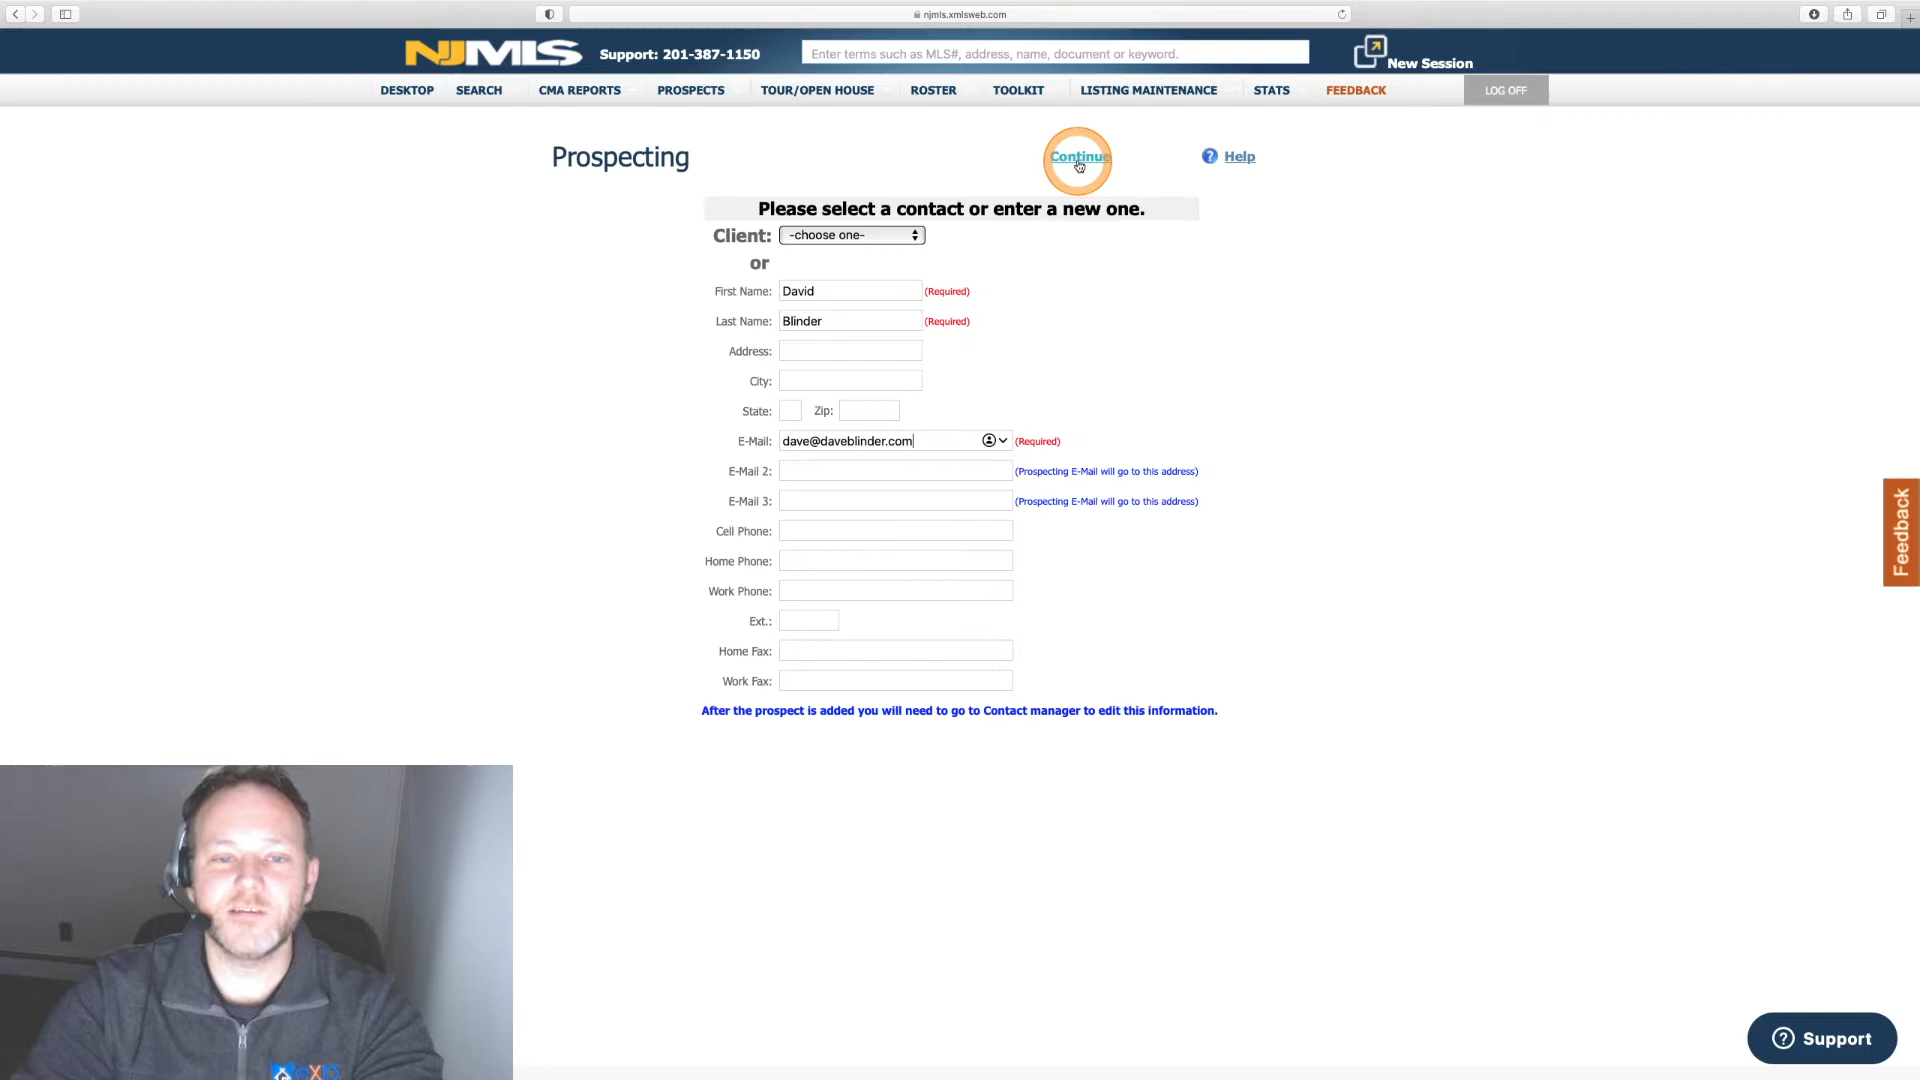 njmls.xmlsweb.com
NJMLS Support: 201-387-1150 Enter terms such as MLS#, address, name, document or keyword. New Session
DESKTOP SEARCH CMA REPORTS PROSPECTS TOUR/OPEN HOUSE ROSTER TOOLKIT LISTING MAINTENANCE STATS FEEDBACK LOG OFF
Prospecting Continue ? Help
Please select a contact or enter a new one.
Client: -choose one-
or
First Name: David (Required)
Last Name: Blinder (Required)
Address:
City:
State: Zip:
E-Mail: dave@daveblinder.com (Required)
E-Mail 2: (Prospecting E-Mail will go to this address)
E-Mail 3: (Prospecting E-Mail will go to this address)
Cell Phone:
Home Phone:
Work Phone:
Ext.:
Home Fax:
Work Fax:
After the prospect is added you will need to go to Contact manager to edit this information.
Feedback
eXp
? Support